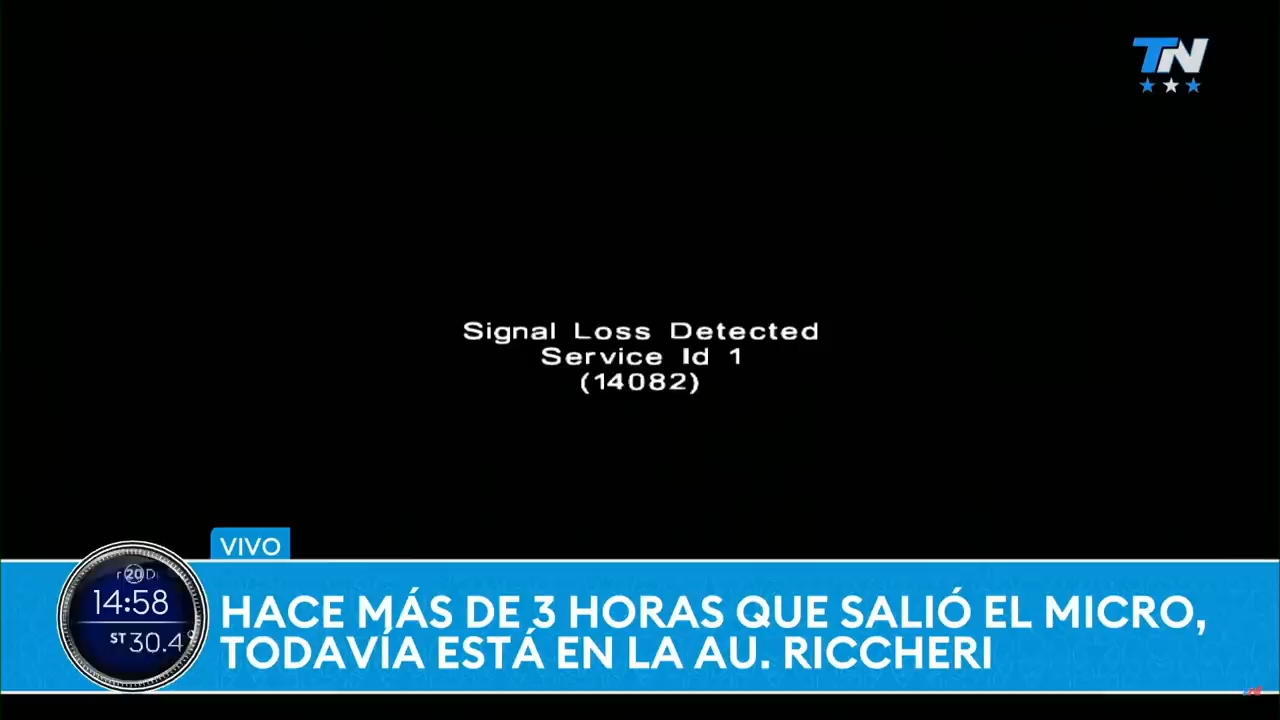 TN
Signal Loss Detected
Service Id 1
(14082)
VIVO
20
14:58
ST 30.4°
HACE MÁS DE 3 HORAS QUE SALIÓ EL MICRO,
TODAVÍA ESTÁ EN LA AU. RICCHERI